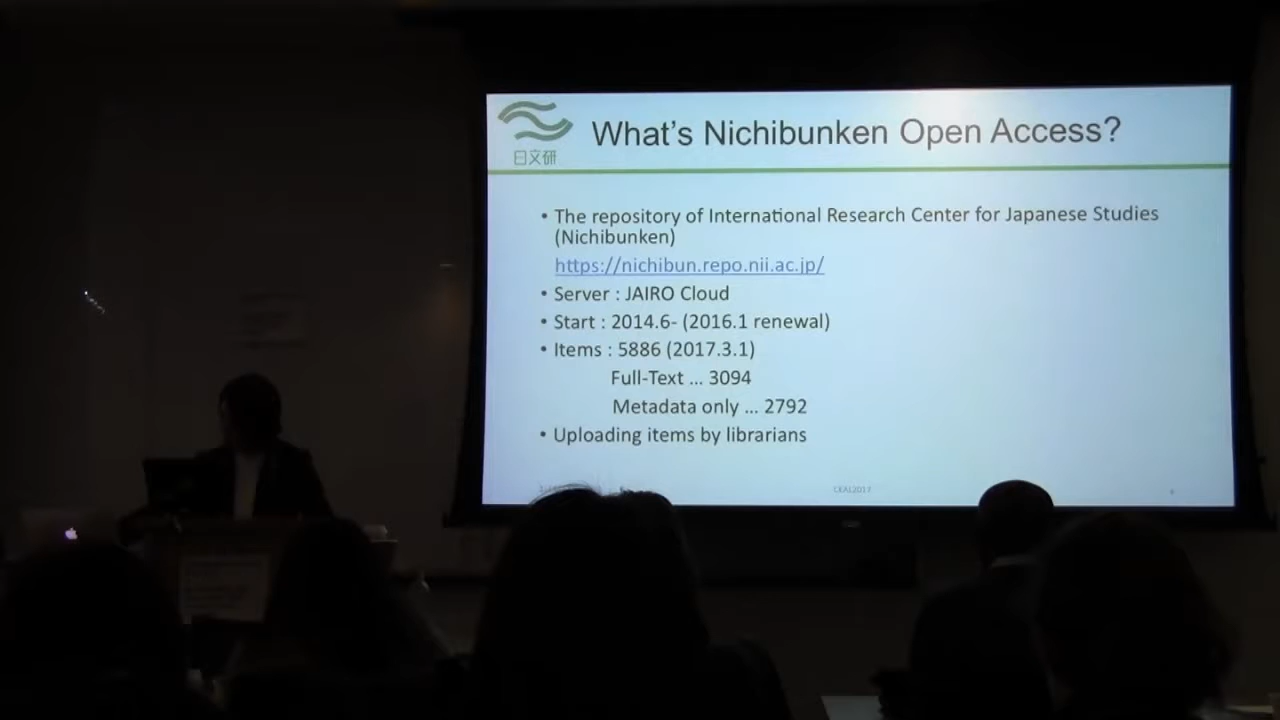 日文研
What's Nichibunken Open Access?
• The repository of International Research Center for Japanese Studies
(Nichibunken)
https://nichibun.repo.nii.ac.jp/
• Server : JAIRO Cloud
• Start : 2014.6- (2016.1 renewal)
• Items : 5886 (2017.3.1)
Full-Text ... 3094
Metadata only ... 2792
• Uploading items by librarians
CEAL2017